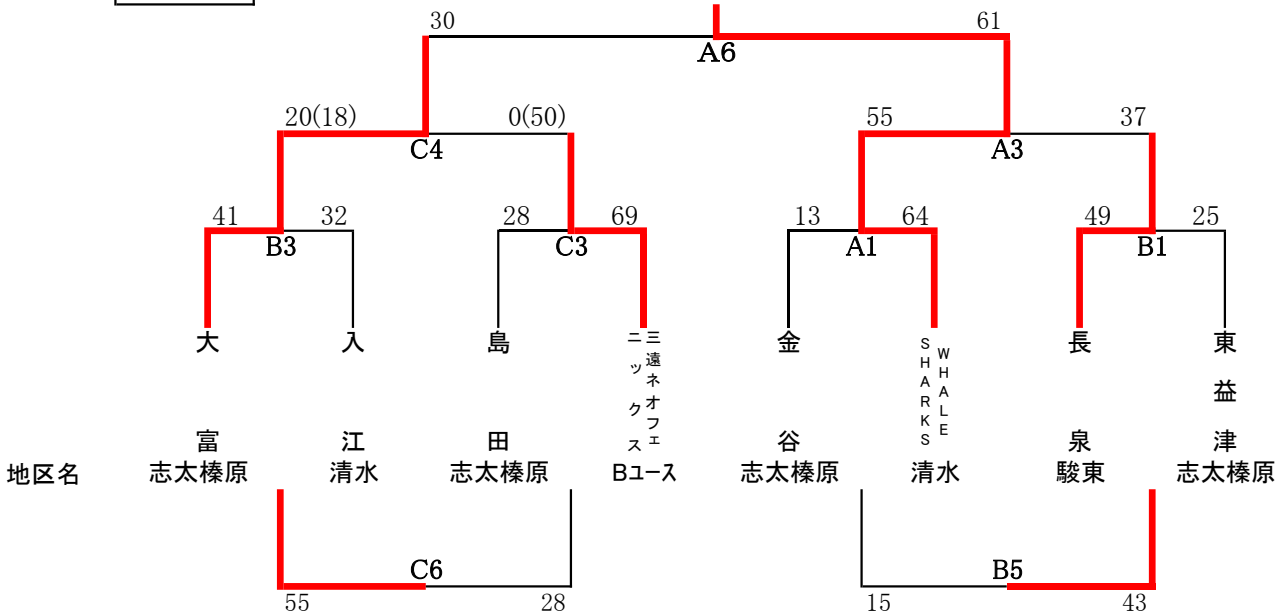 30 61
A6
20(18) 0(50) 55 37
C4 A3
41 32 28 69 13 64 49 25
B3 C3 A1 B1
大富
入江
島田
三遠ネオフェニックス
金谷
WHALE SHARKS
長泉
東益津
地区名 志太榛原 清水 志太榛原 Bユース 志太榛原 清水 駿東 志太榛原
C6 B5
55 28 15 43